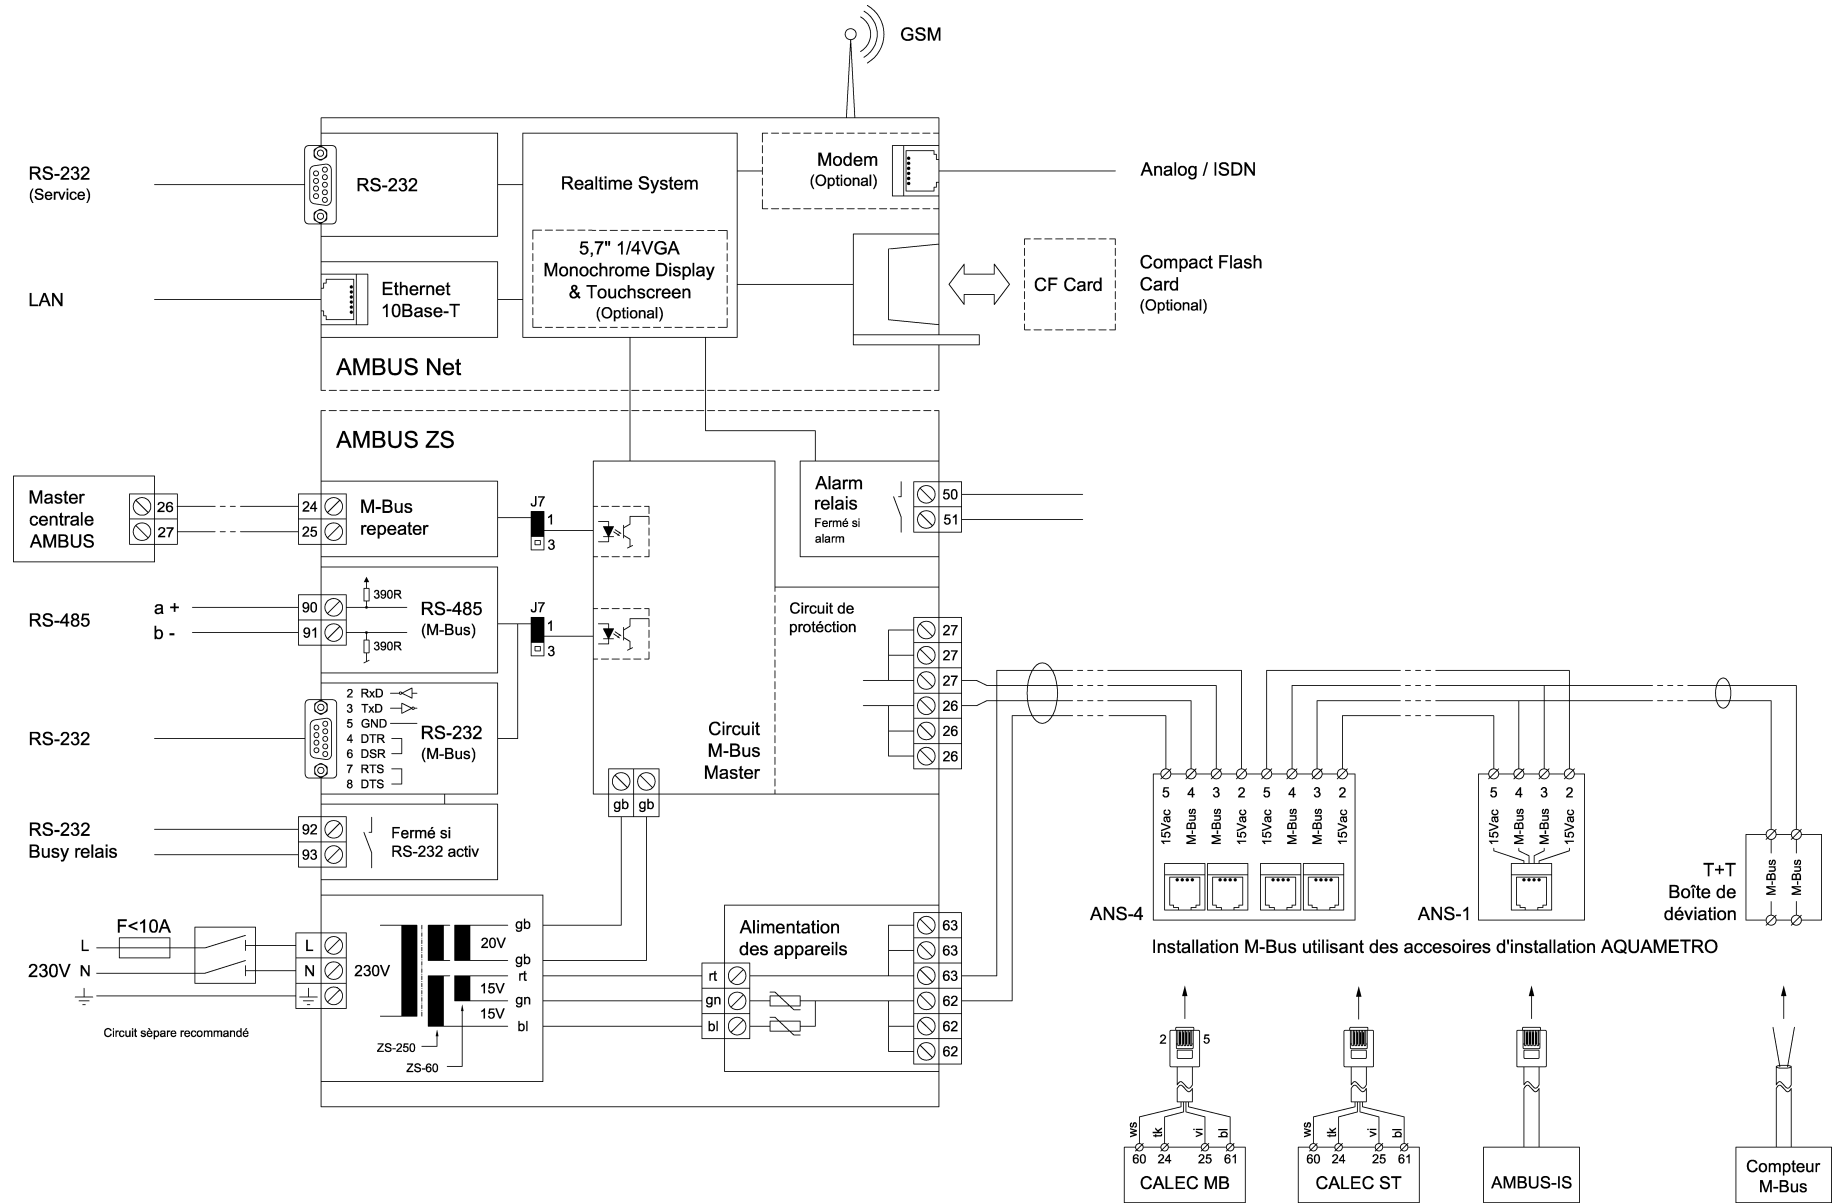 GSM
RS-232
(Service)
RS-232
Realtime System
Modem
(Optional)
Analog / ISDN
5,7" 1/4VGA
Monochrome Display
& Touchscreen
(Optional)
LAN
Ethernet
10Base-T
CF Card
Compact Flash
Card
(Optional)
AMBUS Net
AMBUS ZS
Master
centrale
AMBUS
26
27
24
25
M-Bus
repeater
J7
1
3
Alarm
relais
Fermé si
alarm
50
51
RS-485
a +
b -
90
91
390R
390R
RS-485
(M-Bus)
J7
1
3
Circuit de
protéction
27
27
27
26
26
26
RS-232
2 RxD
3 TxD
5 GND
4 DTR
6 DSR
7 RTS
8 DTS
RS-232
(M-Bus)
Circuit
M-Bus
Master
gb gb
RS-232
Busy relais
92
93
Fermé si
RS-232 activ
5 4 3 2 5 4 3 2
15Vac M-Bus M-Bus 15Vac 15Vac M-Bus M-Bus 15Vac
ANS-4
5 4 3 2
15Vac M-Bus M-Bus 15Vac
ANS-1
T+T
Boîte de
déviation
M-Bus M-Bus
Installation M-Bus utilisant des accesoires d'installation AQUAMETRO
F<10A
L
230V N
L
N
230V
Circuit sèpare recommandé
gb
20V
gb
rt
15V
gn
15V
bl
ZS-250
ZS-60
Alimentation
des appareils
rt
gn
bl
63
63
63
62
62
62
2 5
ws tk vi bl
60 24 25 61
CALEC MB
ws tk vi bl
60 24 25 61
CALEC ST
AMBUS-IS
Compteur
M-Bus